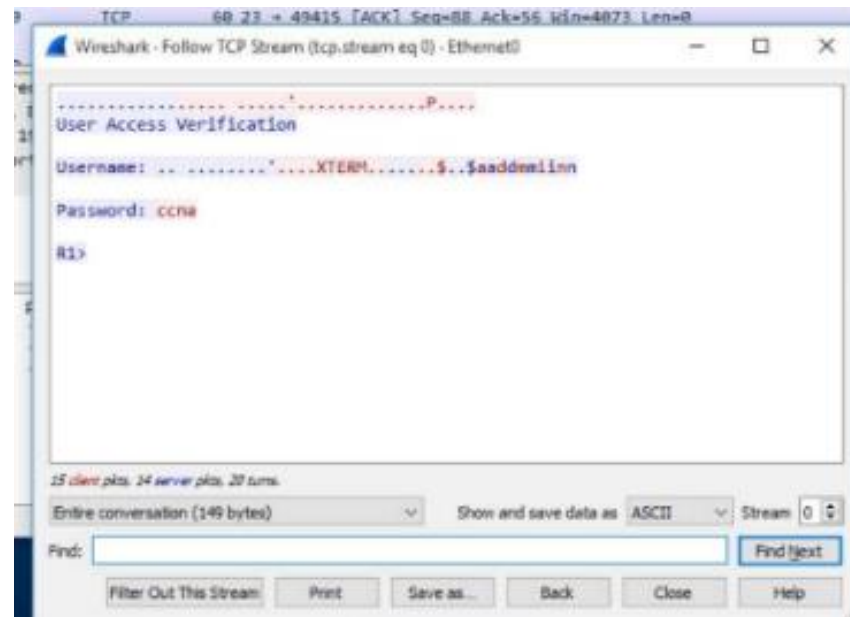 TCP 60 23 → 49415 [ACK] Seq=88 Ack=56 Win=4073 Len=0
Wireshark · Follow TCP Stream (tcp.stream eq 0) · Ethernet0
................. .....'.............P....
User Access Verification
Username: .. ........'....XTERM.......$..$aaddmmiinn
Password: ccna
R1>
15 client pkts, 14 server pkts, 20 turns.
Entire conversation (149 bytes)
Show and save data as ASCII
Stream 0
Find:
Find Next
Filter Out This Stream
Print
Save as...
Back
Close
Help